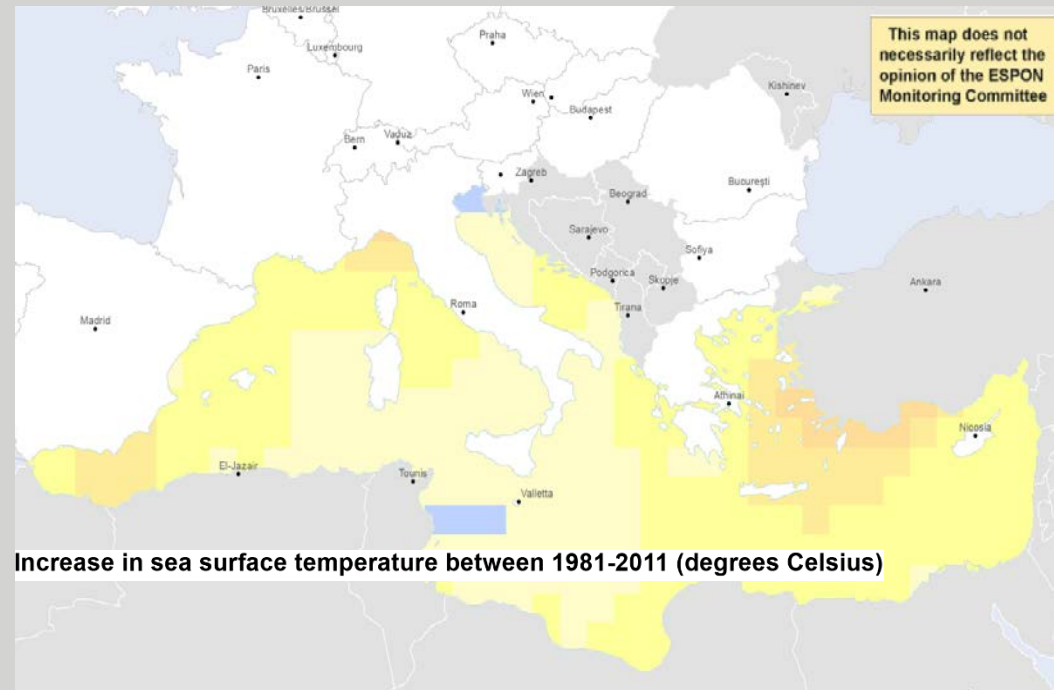 Bruxelles/Brussel
Luxembourg
Paris
Praha
Wien
Budapest
Kishinev
This map does not
necessarily reflect the
opinion of the ESPON
Monitoring Committee
Bern
Vaduz
Zagreb
Beograd
București
Sarajevo
Sofiya
Podgorica
Skopje
Ankara
Roma
Tirana
Madrid
Athinai
Nicosia
El-Jazair
Tounis
Valletta
Increase in sea surface temperature between 1981-2011 (degrees Celsius)